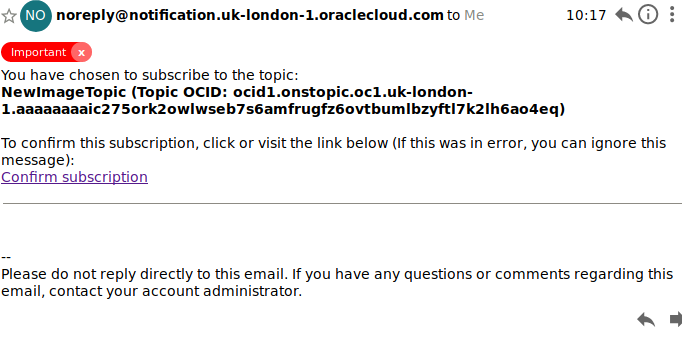 NO noreply@notification.uk-london-1.oraclecloud.com to Me 10:17
Important x
You have chosen to subscribe to the topic:
NewImageTopic (Topic OCID: ocid1.onstopic.oc1.uk-london-
1.aaaaaaaaic275ork2owlwseb7s6amfrugfz6ovtbumlbzyftl7k2lh6ao4eq)
To confirm this subscription, click or visit the link below (If this was in error, you can ignore this
message):
Confirm subscription
--
Please do not reply directly to this email. If you have any questions or comments regarding this
email, contact your account administrator.